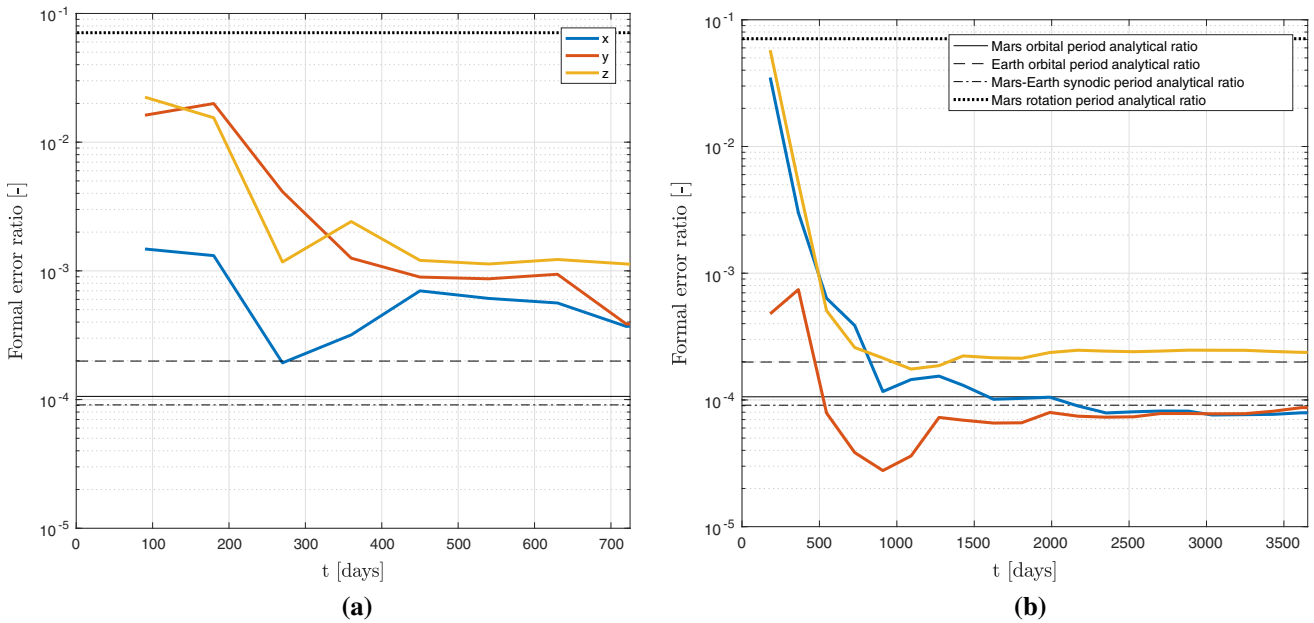 10^-1
10^-2
10^-3
10^-4
10^-5
Formal error ratio [-]
x
y
z
0 100 200 300 400 500 600 700
t [days]
(a)
10^-1
10^-2
10^-3
10^-4
10^-5
Formal error ratio [-]
Mars orbital period analytical ratio
Earth orbital period analytical ratio
Mars-Earth synodic period analytical ratio
Mars rotation period analytical ratio
0 500 1000 1500 2000 2500 3000 3500
t [days]
(b)